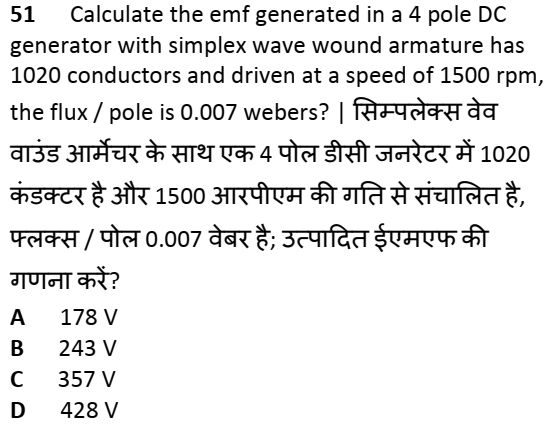 51 Calculate the emf generated in a 4 pole DC
generator with simplex wave wound armature has
1020 conductors and driven at a speed of 1500 rpm,
the flux / pole is 0.007 webers? | सिम्पलेक्स वेव
वाउंड आर्मेचर के साथ एक 4 पोल डीसी जनरेटर में 1020
कंडक्टर है और 1500 आरपीएम की गति से संचालित है,
फ्लक्स / पोल 0.007 वेबर है; उत्पादित ईएमएफ की
गणना करें?
A 178 V
B 243 V
C 357 V
D 428 V